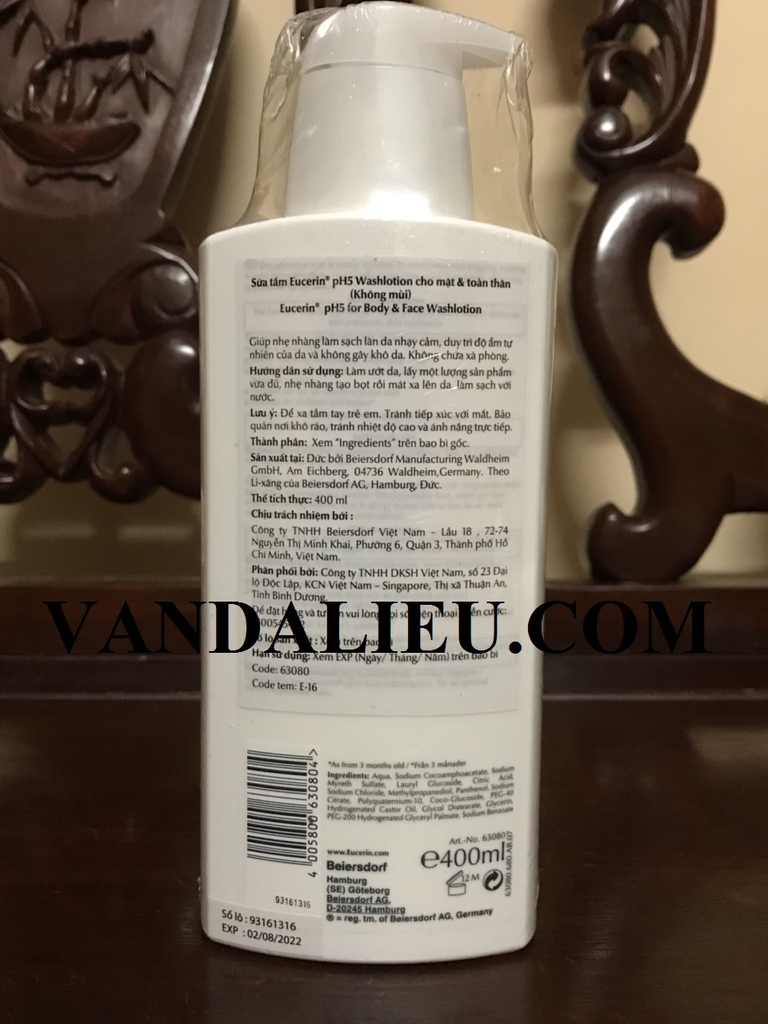 Sữa tắm Eucerin® pH5 Washlotion cho mặt & toàn thân
(Không mùi)
Eucerin® pH5 for Body & Face Washlotion
Giúp nhẹ nhàng làm sạch làn da nhạy cảm, duy trì độ ẩm tự
nhiên của da và không gây khô da. Không chứa xà phòng.
Hướng dẫn sử dụng: Làm ướt da, lấy một lượng sản phẩm
vừa đủ, nhẹ nhàng tạo bọt rồi mát xa lên da làm sạch với
nước.
Lưu ý: Để xa tầm tay trẻ em. Tránh tiếp xúc với mắt. Bảo
quản nơi khô ráo, tránh nhiệt độ cao và ánh nắng trực tiếp.
Thành phần: Xem "Ingredients" trên bao bì gốc.
Sản xuất tại: Đức bởi Beiersdorf Manufacturing Waldheim
GmbH, Am Eichberg, 04736 Waldheim,Germany. Theo
Li-xăng của Beiersdorf AG, Hamburg, Đức.
Thể tích thực: 400 ml
Chịu trách nhiệm bởi :
Công ty TNHH Beiersdorf Việt Nam – Lầu 18 , 72-74
Nguyễn Thị Minh Khai, Phường 6, Quận 3, Thành phố Hồ
Chí Minh, Việt Nam.
Phân phối bởi: Công ty TNHH DKSH Việt Nam, số 23 Đại
lộ Độc Lập, KCN Việt Nam – Singapore, Thị xã Thuận An,
Tỉnh Bình Dương.
Để đặt và tư vui lòng thoại cước:
VANDALIEU.COM
: trên
Hạn sử dụng: Xem EXP (Ngày/ Tháng/ Năm) trên bao bì
Code: 63080
Code tem: E-16
*As from 3 months old / *Från 3 månader
Ingredients: Aqua, Sodium Cocoamphoacetate, Sodium
Myreth Sulfate, Lauryl Glucoside, Citric Acid,
Sodium Chloride, Methylpropanediol, Panthenol, Sodium
Citrate, Polyquaternium-10, Coco-Glucoside, PEG-40
Hydrogenated Castor Oil, Glycol Distearate, Glycerin,
PEG-200 Hydrogenated Glyceryl Palmate, Sodium Benzoate
4 005800 630804 >
Art.-No. 63080
e400ml
12 M
63080.680.AB.07
www.Eucerin.com
Beiersdorf
Hamburg
(SE) Göteborg
Beiersdorf AG,
D-20245 Hamburg
® = reg. tm. of Beiersdorf AG, Germany
93161316
Số lô : 93161316
EXP : 02/08/2022